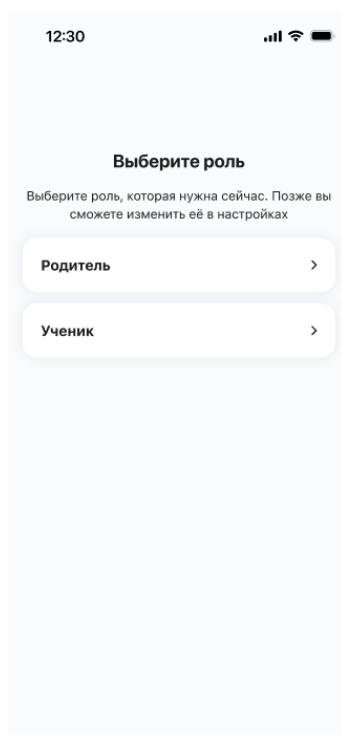 12:30
Выберите роль
Выберите роль, которая нужна сейчас. Позже вы
сможете изменить её в настройках
Родитель
Ученик